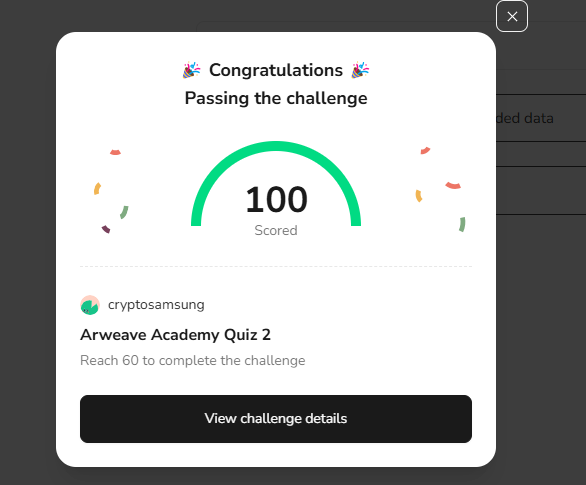 🎉 Congratulations 🎉
Passing the challenge
ded data
100
Scored
cryptosamsung
Arweave Academy Quiz 2
Reach 60 to complete the challenge
View challenge details